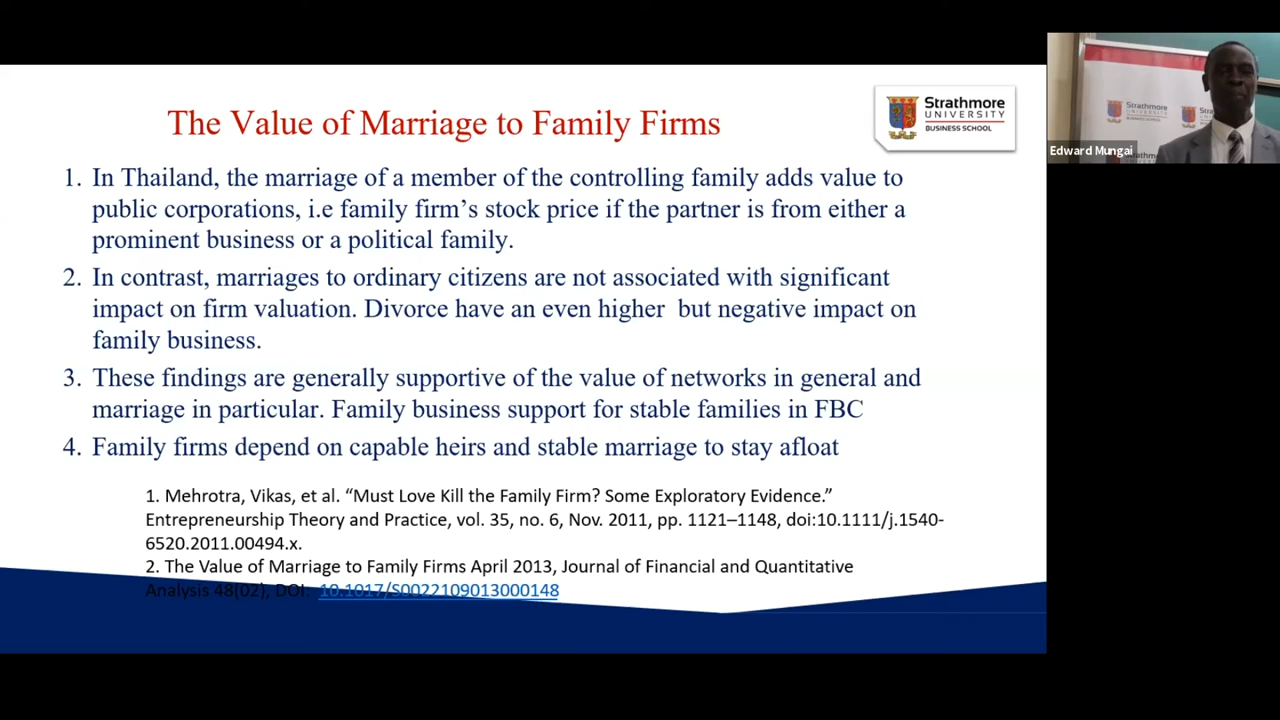 The Value of Marriage to Family Firms
Strathmore
UNIVERSITY
BUSINESS SCHOOL
1. In Thailand, the marriage of a member of the controlling family adds value to
public corporations, i.e family firm’s stock price if the partner is from either a
prominent business or a political family.
2. In contrast, marriages to ordinary citizens are not associated with significant
impact on firm valuation. Divorce have an even higher but negative impact on
family business.
3. These findings are generally supportive of the value of networks in general and
marriage in particular. Family business support for stable families in FBC
4. Family firms depend on capable heirs and stable marriage to stay afloat
1. Mehrotra, Vikas, et al. “Must Love Kill the Family Firm? Some Exploratory Evidence.”
Entrepreneurship Theory and Practice, vol. 35, no. 6, Nov. 2011, pp. 1121–1148, doi:10.1111/j.1540-
6520.2011.00494.x.
2. The Value of Marriage to Family Firms April 2013, Journal of Financial and Quantitative
Analysis 48(02), DOI: 10.1017/S0022109013000148
Strathmore
Edward Mungai